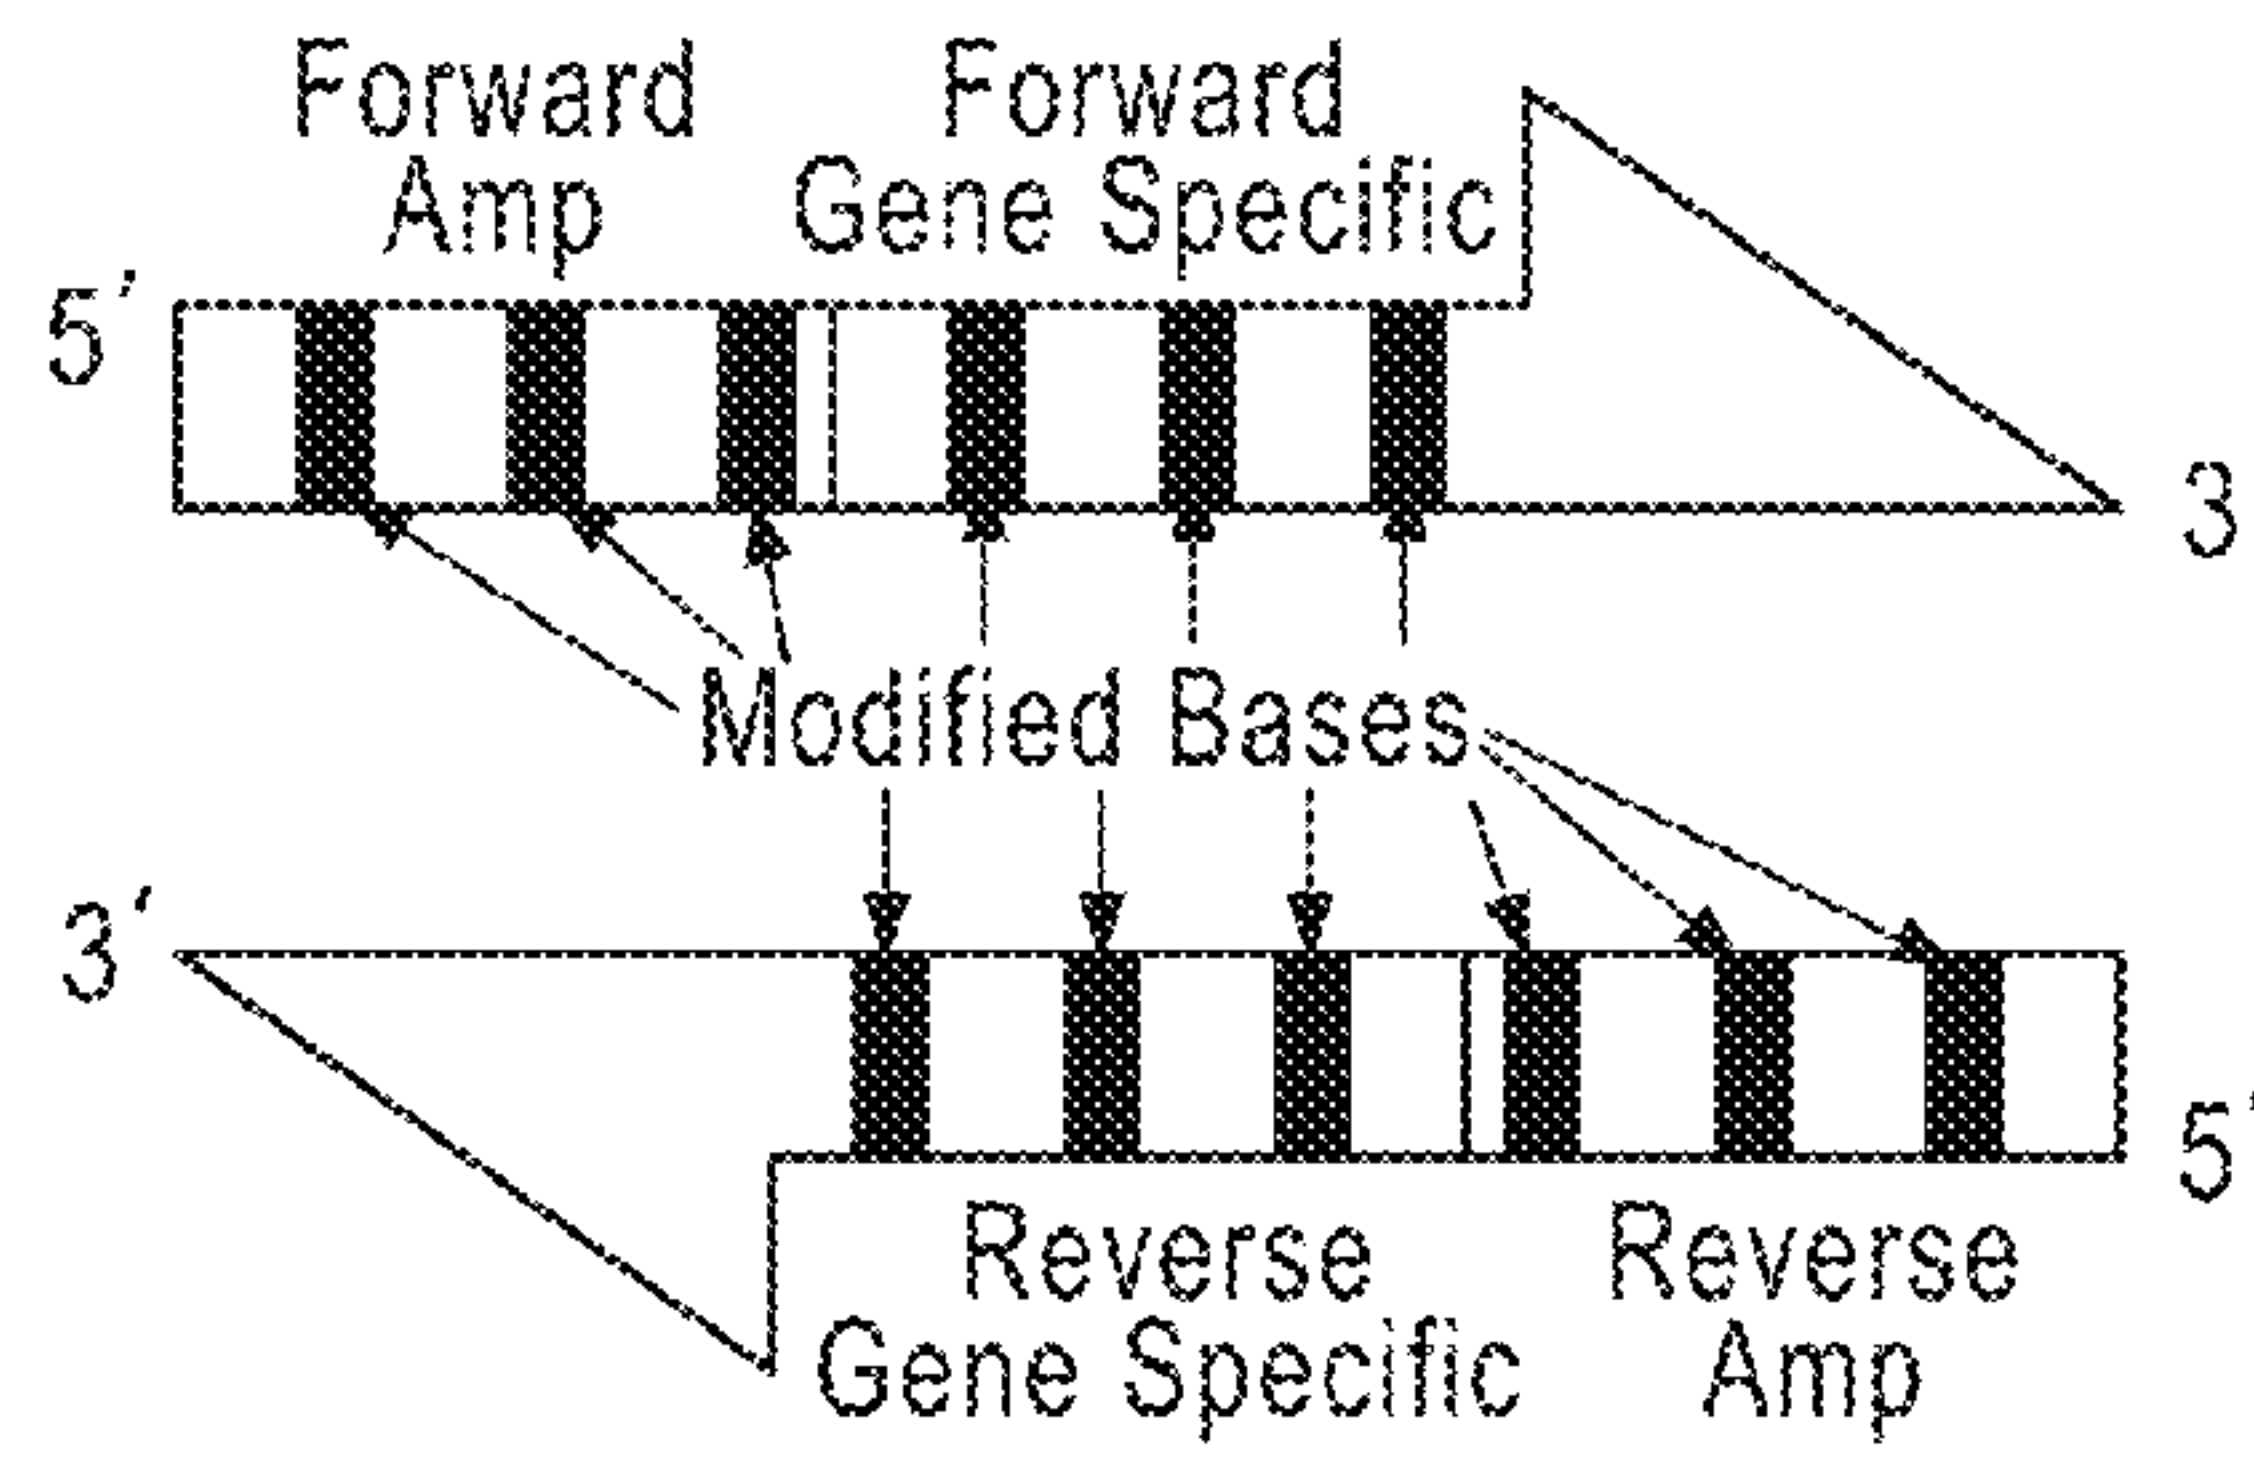 Forward
Amp
Forward
Gene Specific
5'
3
Modified Bases
3'
5'
Reverse
Gene Specific
Reverse
Amp